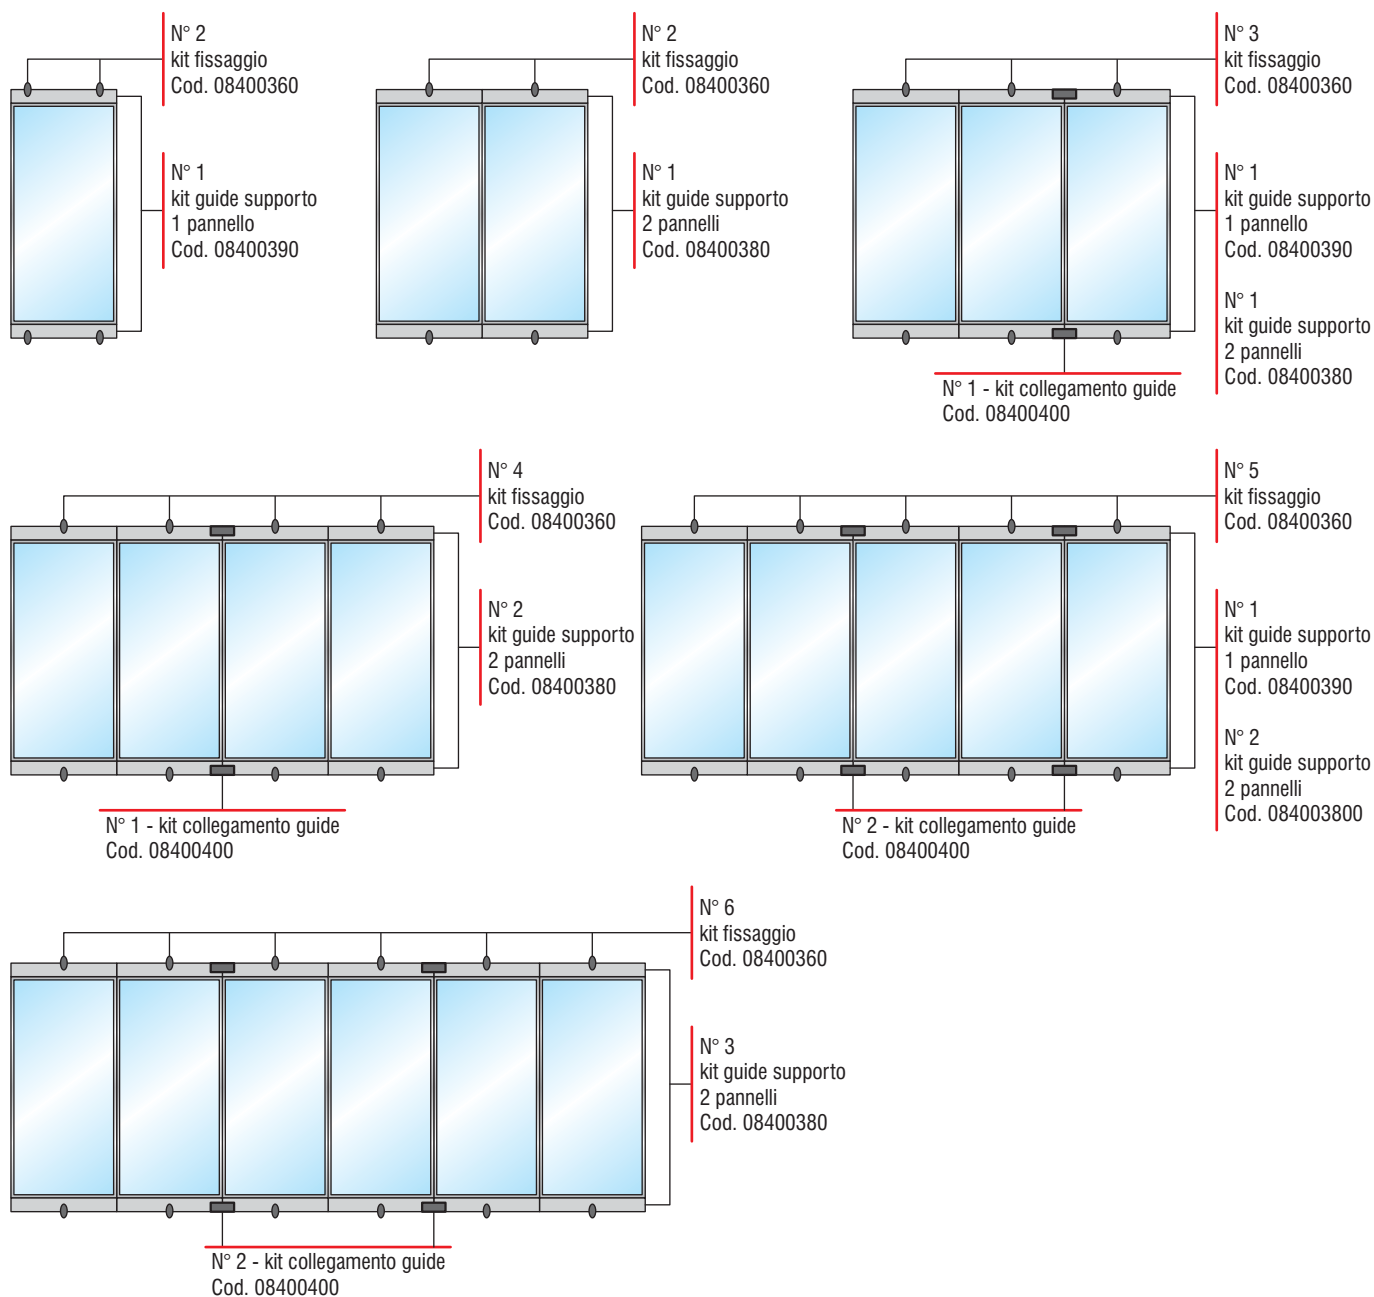 N° 2
kit fissaggio
Cod. 08400360
N° 1
kit guide supporto
1 pannello
Cod. 08400390
N° 2
kit fissaggio
Cod. 08400360
N° 1
kit guide supporto
2 pannelli
Cod. 08400380
N° 3
kit fissaggio
Cod. 08400360
N° 1
kit guide supporto
1 pannello
Cod. 08400390
N° 1
kit guide supporto
2 pannelli
Cod. 08400380
N° 1 - kit collegamento guide
Cod. 08400400
N° 4
kit fissaggio
Cod. 08400360
N° 2
kit guide supporto
2 pannelli
Cod. 08400380
N° 1 - kit collegamento guide
Cod. 08400400
N° 5
kit fissaggio
Cod. 08400360
N° 1
kit guide supporto
1 pannello
Cod. 08400390
N° 2
kit guide supporto
2 pannelli
Cod. 084003800
N° 2 - kit collegamento guide
Cod. 08400400
N° 6
kit fissaggio
Cod. 08400360
N° 3
kit guide supporto
2 pannelli
Cod. 08400380
N° 2 - kit collegamento guide
Cod. 08400400